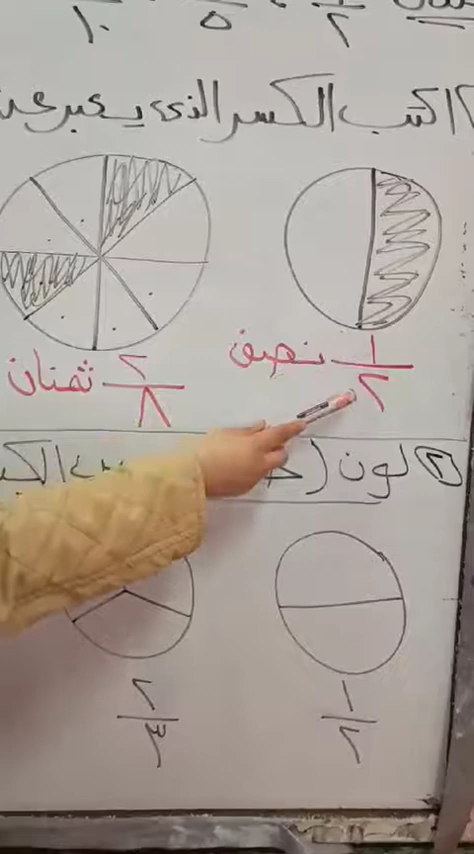 ١/٢ ، ٥ ، ١٠
اكتب الكسر الذي يعبر عن
١/٢ نصف
٢/٨ ثمنان
٣ لون
١/٢
٢/٣